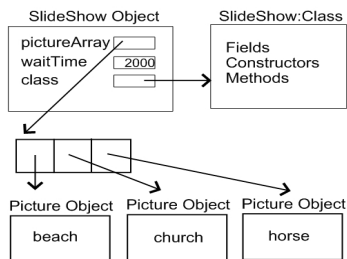 SlideShow Object
SlideShow:Class
pictureArray
waitTime 2000
class
Fields
Constructors
Methods
Picture Object Picture Object Picture Object
beach church horse